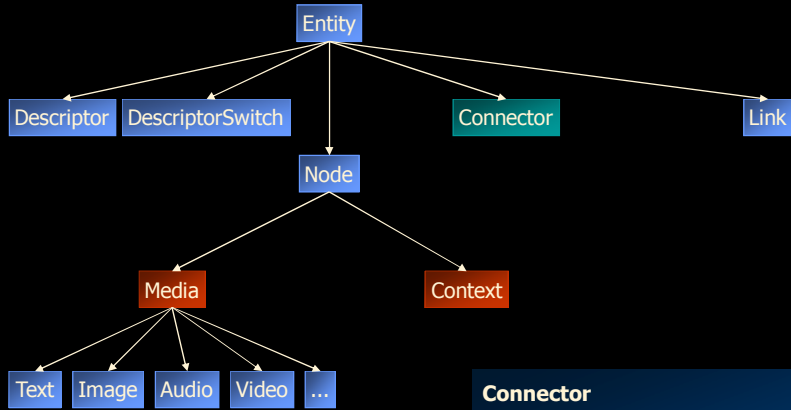 Entity
Descriptor DescriptorSwitch Connector Link
Node
Media Context
Text Image Audio Video ...
Connector